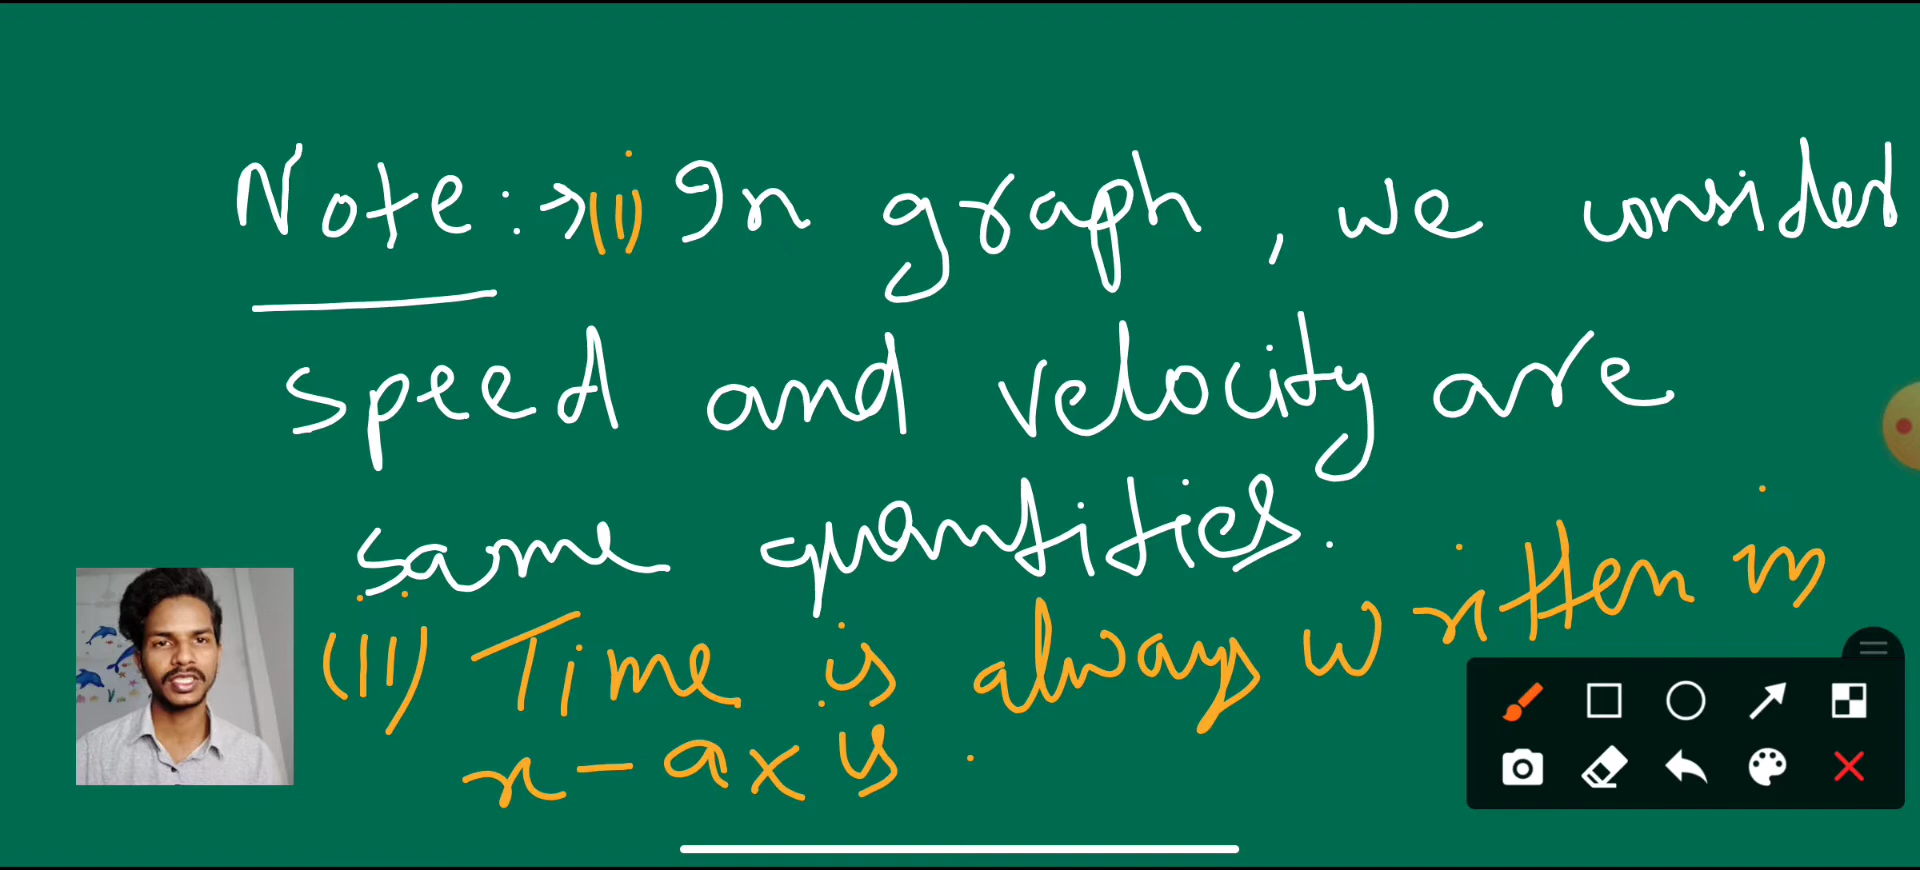 Note:→(i) In graph, we consider
speed and velocity are
same quantities.
(ii) Time is always written in
x-axis.